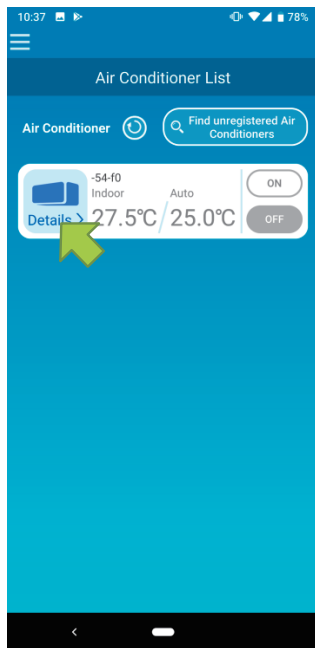 10:37 78%
Air Conditioner List
Air Conditioner
Find unregistered Air
Conditioners
-54-f0
Indoor Auto ON
Details > 27.5℃ / 25.0℃ OFF